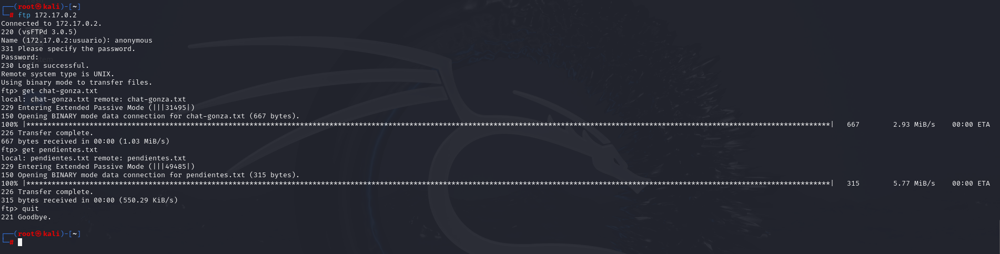 ┌──(root㉿kali)-[~]
└─# ftp 172.17.0.2
Connected to 172.17.0.2.
220 (vsFTPd 3.0.5)
Name (172.17.0.2:usuario): anonymous
331 Please specify the password.
Password:
230 Login successful.
Remote system type is UNIX.
Using binary mode to transfer files.
ftp> get chat-gonza.txt
local: chat-gonza.txt remote: chat-gonza.txt
229 Entering Extended Passive Mode (|||31495|)
150 Opening BINARY mode data connection for chat-gonza.txt (667 bytes).
100% |***********************************************************************************************************************************************************************************************| 667 2.93 MiB/s 00:00 ETA
226 Transfer complete.
667 bytes received in 00:00 (1.03 MiB/s)
ftp> get pendientes.txt
local: pendientes.txt remote: pendientes.txt
229 Entering Extended Passive Mode (|||49485|)
150 Opening BINARY mode data connection for pendientes.txt (315 bytes).
100% |***********************************************************************************************************************************************************************************************| 315 5.77 MiB/s 00:00 ETA
226 Transfer complete.
315 bytes received in 00:00 (550.29 KiB/s)
ftp> quit
221 Goodbye.
┌──(root㉿kali)-[~]
└─#